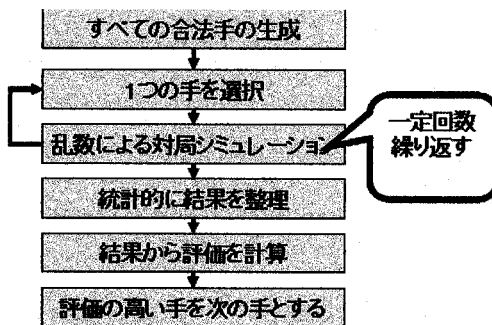 すべての合法手の生成
1つの手を選択
乱数による対局シミュレーション
一定回数
繰り返す
統計的に結果を整理
結果から評価を計算
評価の高い手を次の手とする